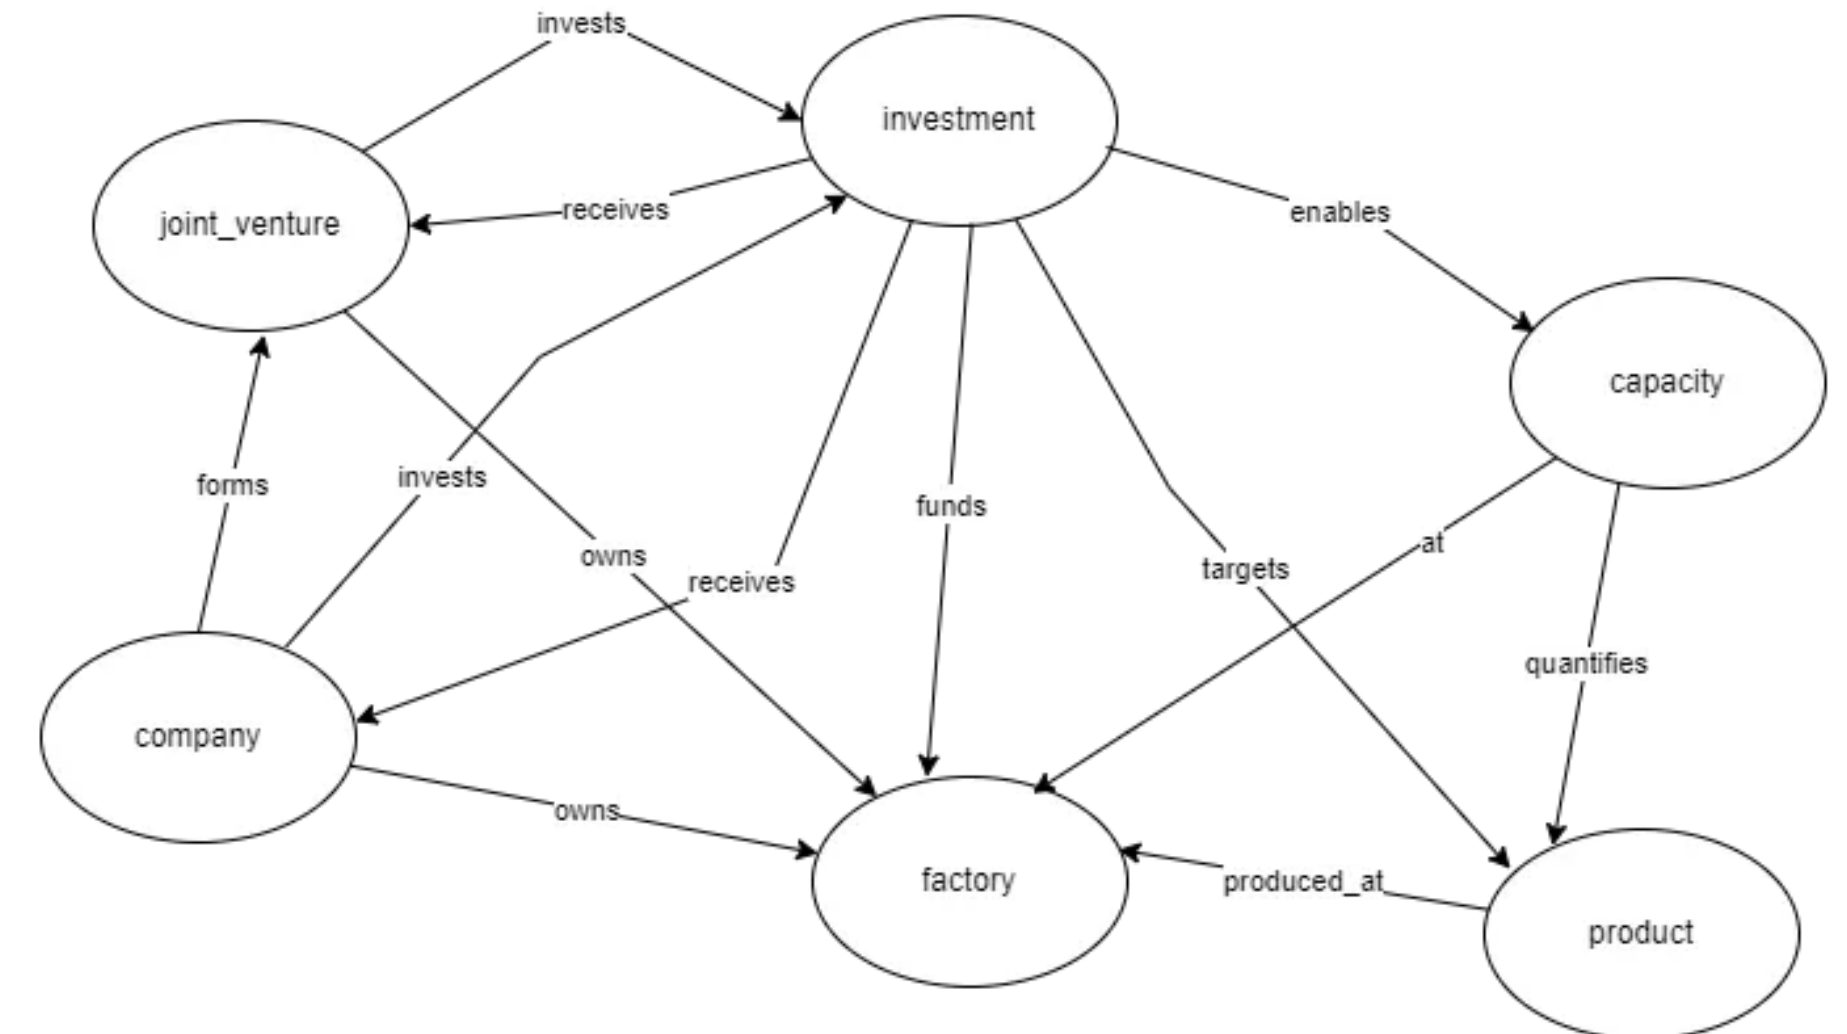 invests
investment
receives
joint_venture
enables
capacity
forms
invests
funds
owns
receives
targets
at
quantifies
company
owns
factory
produced_at
product